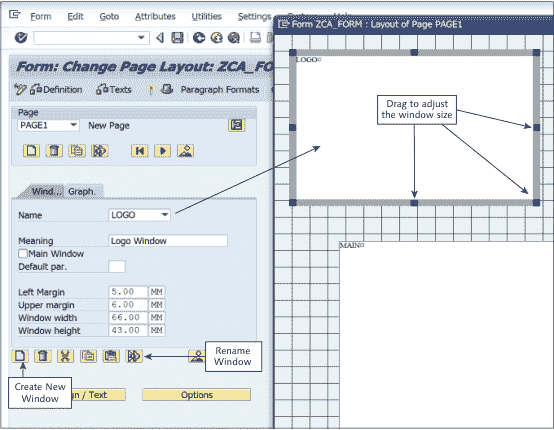 Form Edit Goto Attributes Utilities Settings
Form ZCA_FORM : Layout of Page PAGE1
Form: Change Page Layout: ZCA_FO
Definition Texts Paragraph Formats
Page
PAGE1 New Page
Wind... Graph.
Name LOGO
Meaning Logo Window
Main Window
Default par.
Left Margin 5.00 MM
Upper margin 6.00 MM
Window width 66.00 MM
Window height 43.00 MM
Rename
Window
Create New
Window
gn / Text Options
LOGO
Drag to adjust
the window size
MAIN